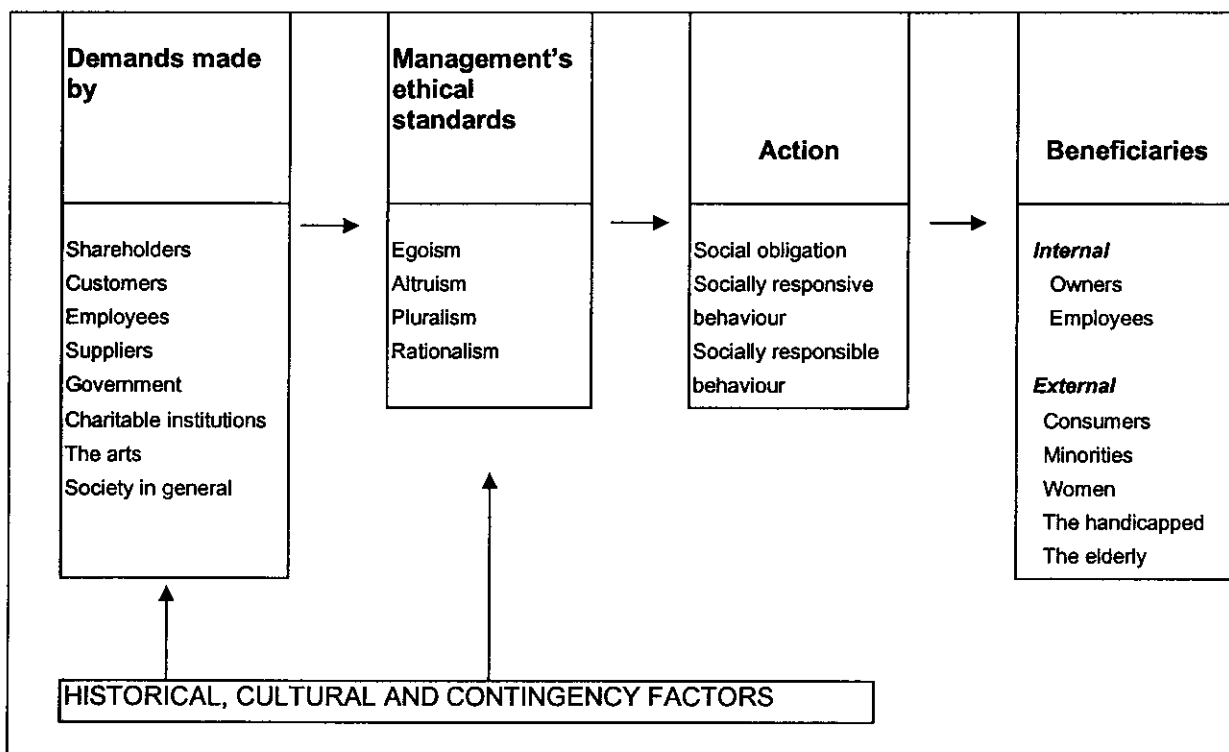 Demands made
by
Shareholders
Customers
Employees
Suppliers
Government
Charitable institutions
The arts
Society in general
Management's
ethical
standards
Egoism
Altruism
Pluralism
Rationalism
Action
Social obligation
Socially responsive
behaviour
Socially responsible
behaviour
Beneficiaries
Internal
Owners
Employees
External
Consumers
Minorities
Women
The handicapped
The elderly
HISTORICAL, CULTURAL AND CONTINGENCY FACTORS